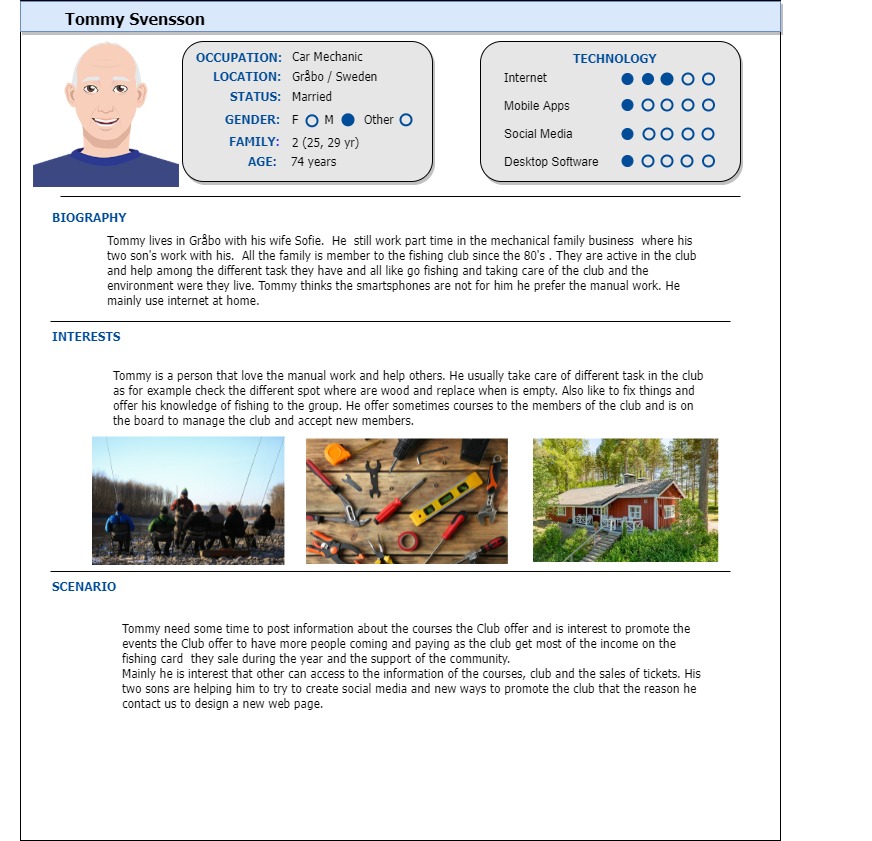 Tommy Svensson
OCCUPATION: Car Mechanic
LOCATION: Gråbo / Sweden
STATUS: Married
GENDER: F M Other
FAMILY: 2 (25, 29 yr)
AGE: 74 years
TECHNOLOGY
Internet
Mobile Apps
Social Media
Desktop Software
BIOGRAPHY
Tommy lives in Gråbo with his wife Sofie. He still work part time in the mechanical family business where his
two son's work with his. All the family is member to the fishing club since the 80's . They are active in the club
and help among the different task they have and all like go fishing and taking care of the club and the
environment were they live. Tommy thinks the smartsphones are not for him he prefer the manual work. He
mainly use internet at home.
INTERESTS
Tommy is a person that love the manual work and help others. He usually take care of different task in the club
as for example check the different spot where are wood and replace when is empty. Also like to fix things and
offer his knowledge of fishing to the group. He offer sometimes courses to the members of the club and is on
the board to manage the club and accept new members.
SCENARIO
Tommy need some time to post information about the courses the Club offer and is interest to promote the
events the Club offer to have more people coming and paying as the club get most of the income on the
fishing card they sale during the year and the support of the community.
Mainly he is interest that other can access to the information of the courses, club and the sales of tickets. His
two sons are helping him to try to create social media and new ways to promote the club that the reason he
contact us to design a new web page.